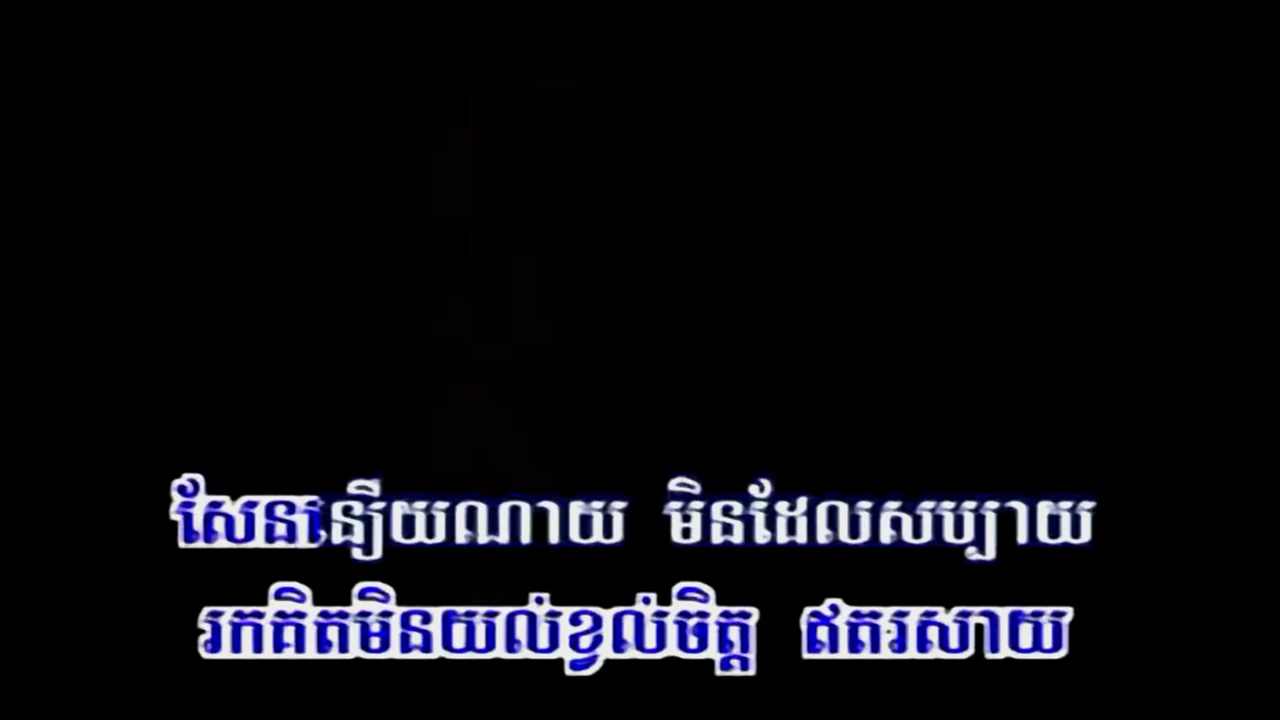 សែននឿយណាយ មិនដែលសប្បាយ
រកគិតមិនយល់ខ្វល់ចិត្ត ឥតរសាយ